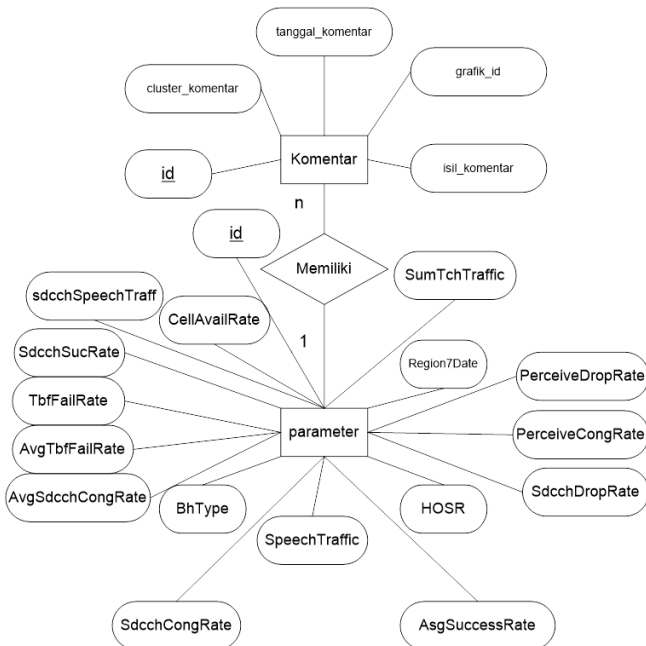 tanggal_komentar
grafik_id
cluster_komentar
Komentar
isil_komentar
id
n
id
Memiliki
SumTchTraffic
sdcchSpeechTraff
CellAvailRate
1
SdcchSucRate
Region7Date
PerceiveDropRate
TbfFailRate
parameter
PerceiveCongRate
AvgTbfFailRate
AvgSdcchCongRate
BhType
HOSR
SdcchDropRate
SpeechTraffic
SdcchCongRate
AsgSuccessRate